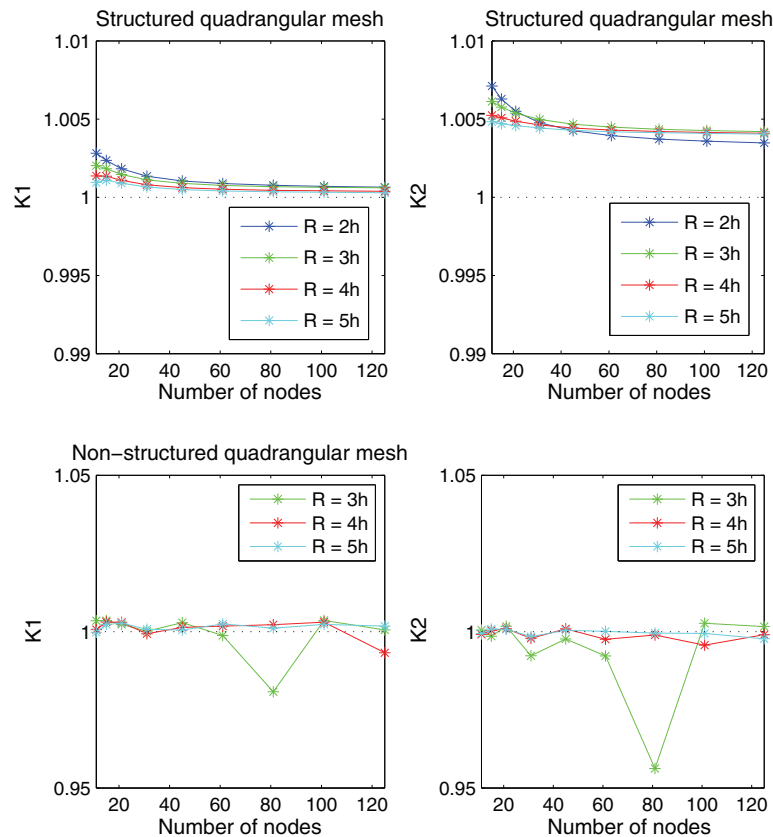 Structured quadrangular mesh
1.01
1.005
1
0.995
0.99
K1
20 40 60 80 100 120
Number of nodes
R = 2h
R = 3h
R = 4h
R = 5h
Structured quadrangular mesh
1.01
1.005
1
0.995
0.99
K2
20 40 60 80 100 120
Number of nodes
R = 2h
R = 3h
R = 4h
R = 5h
Non-structured quadrangular mesh
1.05
1
0.95
K1
20 40 60 80 100 120
Number of nodes
R = 3h
R = 4h
R = 5h
1.05
1
0.95
K2
20 40 60 80 100 120
Number of nodes
R = 3h
R = 4h
R = 5h